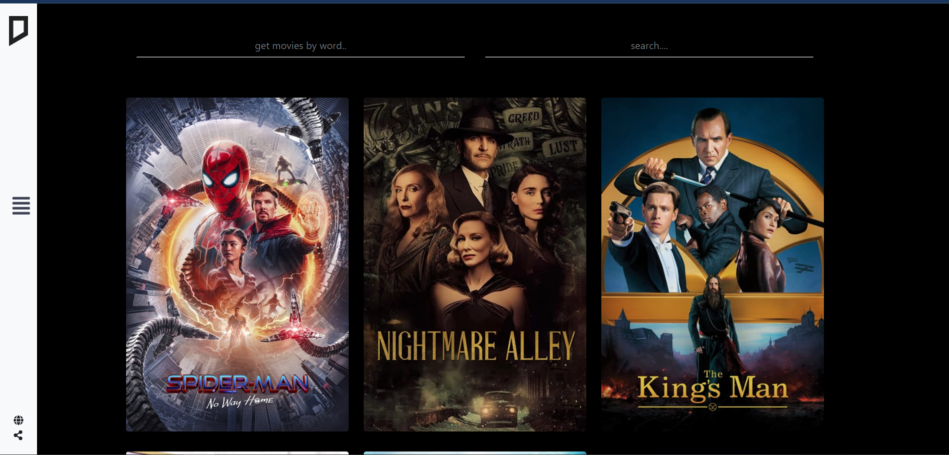 get movies by word..
search....
7 SINS
GREED
WRATH
LUST
PRIDE
SPIDER-MAN
No Way Home
NIGHTMARE ALLEY
The
King's Man